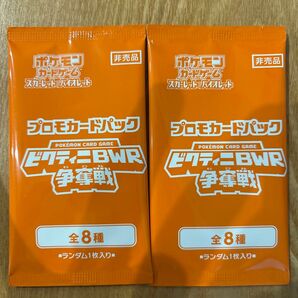 ポケモン
カードゲーム
スカーレット&バイオレット
非売品
プロモカードパック
POKÉMON CARD GAME
ビクティニBWR
争奪戦
全8種
※ランダム1枚入り※
ポケモン
カードゲーム
スカーレット&バイオレット
非売品
プロモカードパック
POKÉMON CARD GAME
ビクティニBWR
争奪戦
全8種
※ランダム1枚入り※